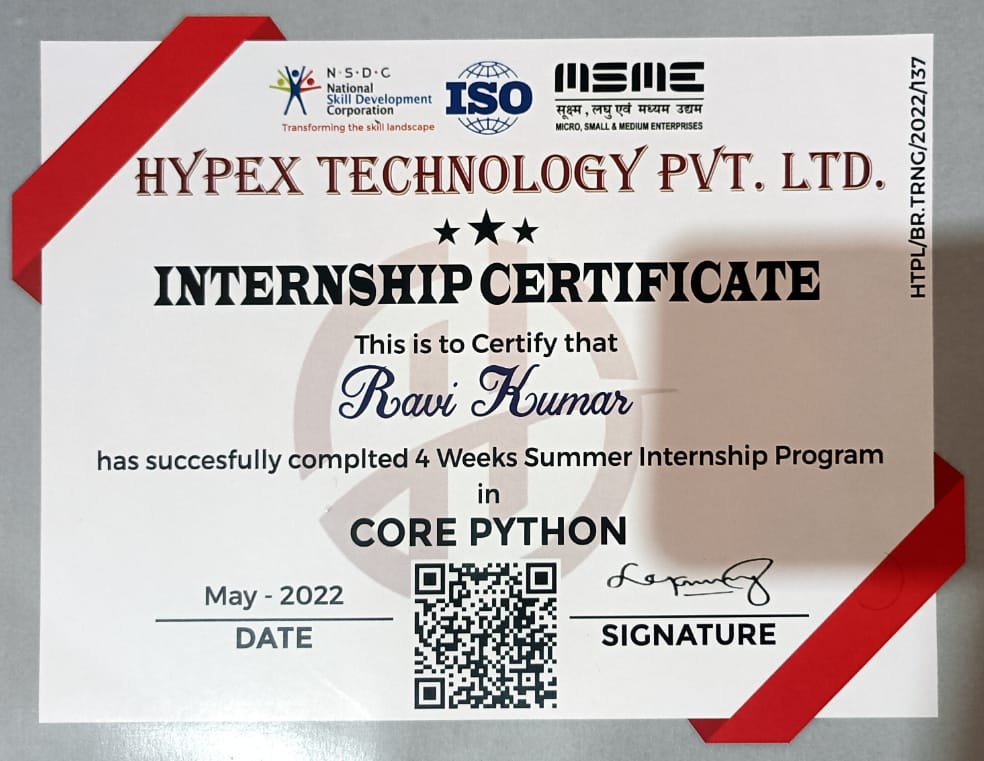 N·S·D·C
National
Skill Development
Corporation
Transforming the skill landscape
ISO
MSME
सूक्ष्म, लघु एवं मध्यम उद्यम
MICRO, SMALL & MEDIUM ENTERPRISES
HTPL/BR.TRNG/2022/137
HYPEX TECHNOLOGY PVT. LTD.
INTERNSHIP CERTIFICATE
This is to Certify that
Ravi Kumar
has succesfully complted 4 Weeks Summer Internship Program
in
CORE PYTHON
May - 2022
DATE
SIGNATURE